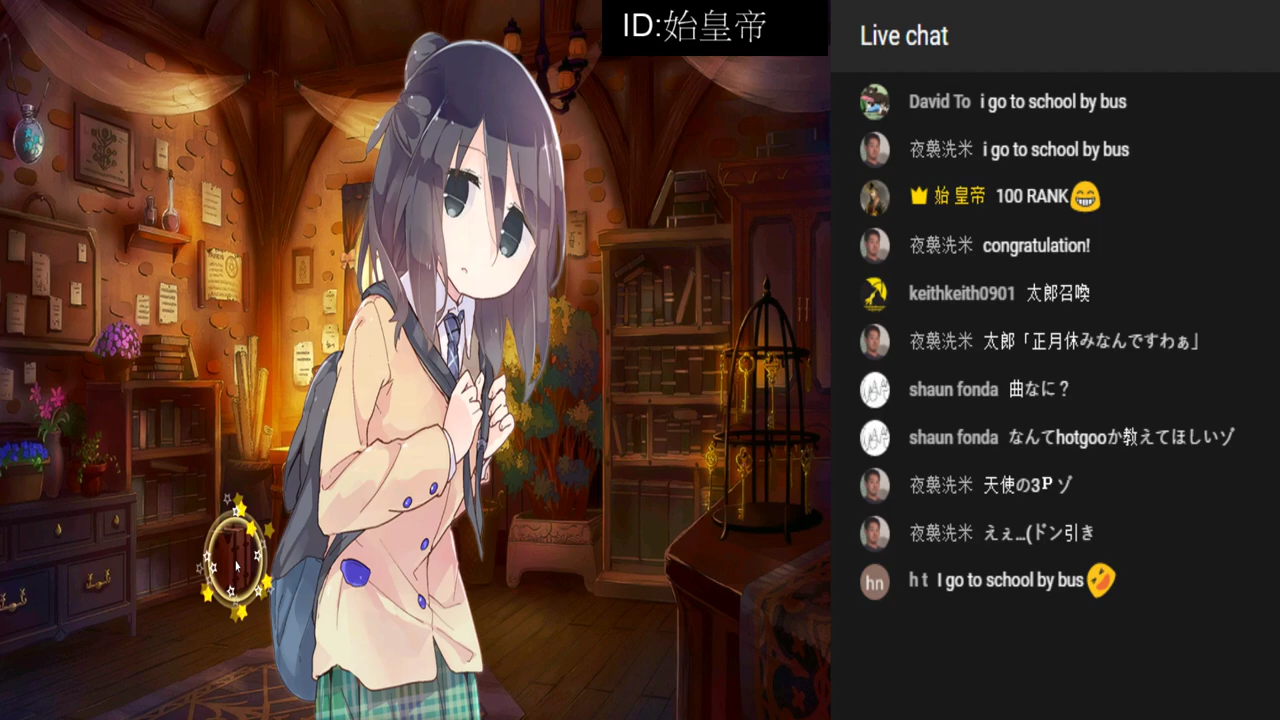 ID:始皇帝
Live chat
David To i go to school by bus
夜襲洗米 i go to school by bus
始皇帝 100 RANK😁
夜襲洗米 congratulation!
keithkeith0901 太郎召喚
夜襲洗米 太郎「正月休みなんですわぁ」
shaun fonda 曲なに？
shaun fonda なんてhotgooか教えてほしいゾ
夜襲洗米 天使の3P ゾ
夜襲洗米 えぇ...(ドン引き
hn h t I go to school by bus🤣